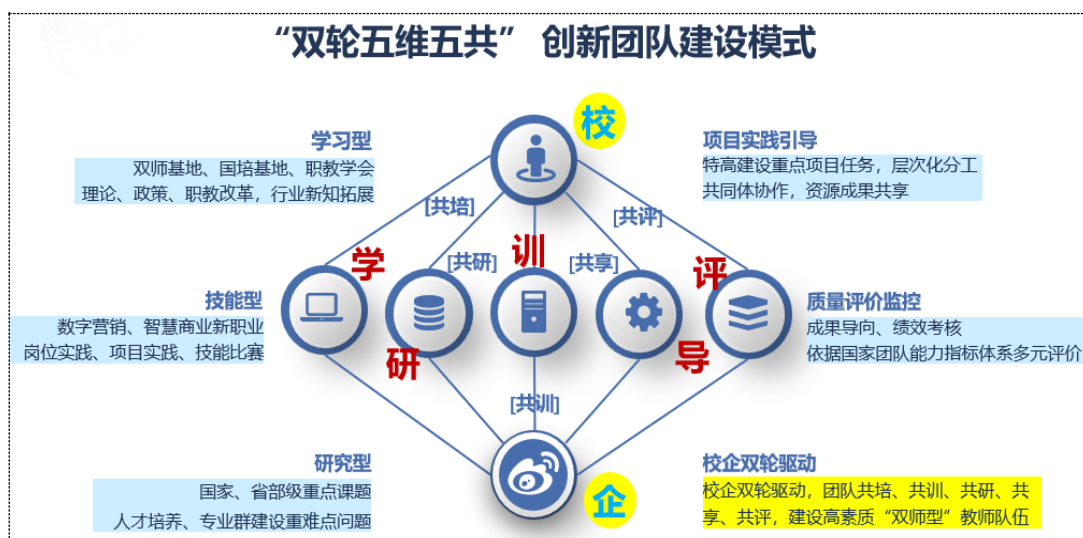 “双轮五维五共” 创新团队建设模式
校
学习型
双师基地、国培基地、职教学会
理论、政策、职教改革，行业新知拓展
项目实践引导
特高建设重点项目任务，层次化分工
共同体协作，资源成果共享
[共培]
[共评]
[共研]
[共享]
学
训
评
技能型
数字营销、智慧商业新职业
岗位实践、项目实践、技能比赛
质量评价监控
成果导向、绩效考核
依据国家团队能力指标体系多元评价
研
导
[共训]
研究型
国家、省部级重点课题
人才培养、专业群建设重难点问题
企
校企双轮驱动
校企双轮驱动，团队共培、共训、共研、共
享、共评，建设高素质“双师型”教师队伍